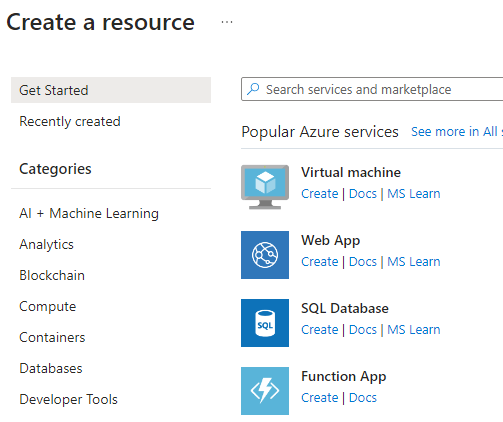 Create a resource ...
Get Started
Recently created
Categories
AI + Machine Learning
Analytics
Blockchain
Compute
Containers
Databases
Developer Tools
Search services and marketplace
Popular Azure services See more in All
Virtual machine
Create | Docs | MS Learn
Web App
Create | Docs | MS Learn
SQL Database
SQL
Create | Docs | MS Learn
Function App
Create | Docs